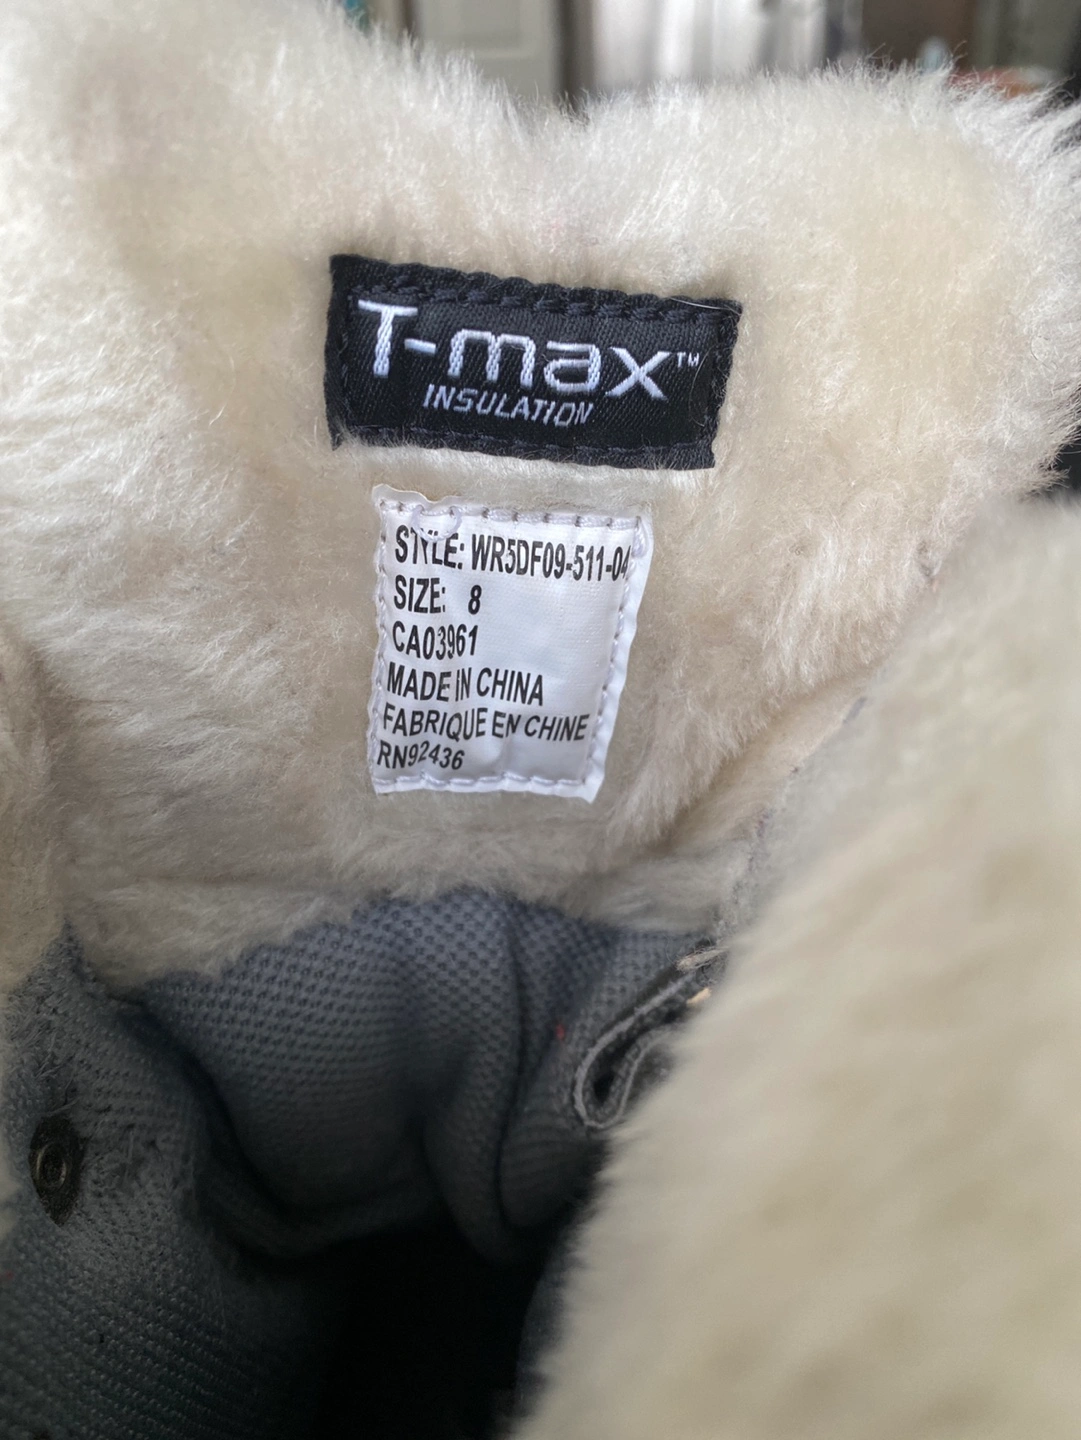 T-max™
INSULATION
STYLE: WR5DF09-511-04
SIZE: 8
CA03961
MADE IN CHINA
FABRIQUE EN CHINE
RN92436